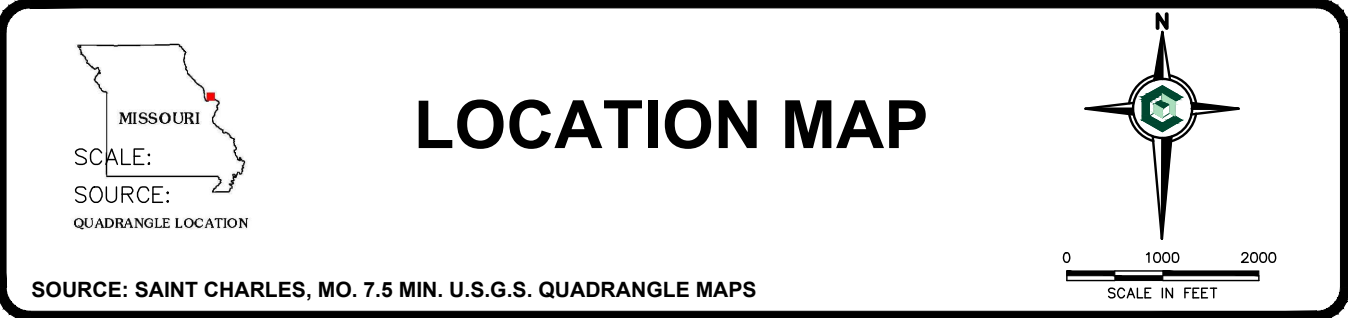 MISSOURI
SCALE:
SOURCE:
QUADRANGLE LOCATION
LOCATION MAP
SOURCE: SAINT CHARLES, MO. 7.5 MIN. U.S.G.S. QUADRANGLE MAPS
N
0 1000 2000
SCALE IN FEET